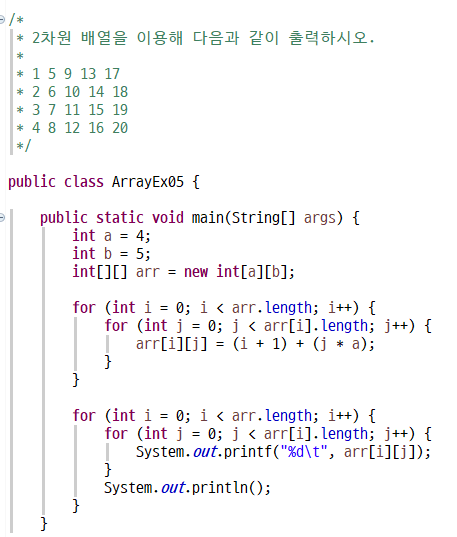 /*
 * 2차원 배열을 이용해 다음과 같이 출력하시오.
 *
 * 1 5 9 13 17
 * 2 6 10 14 18
 * 3 7 11 15 19
 * 4 8 12 16 20
 */
public class ArrayEx05 {
    public static void main(String[] args) {
        int a = 4;
        int b = 5;
        int[][] arr = new int[a][b];
        for (int i = 0; i < arr.length; i++) {
            for (int j = 0; j < arr[i].length; j++) {
                arr[i][j] = (i + 1) + (j * a);
            }
        }
        for (int i = 0; i < arr.length; i++) {
            for (int j = 0; j < arr[i].length; j++) {
                System.out.printf("%d\t", arr[i][j]);
            }
            System.out.println();
        }
    }